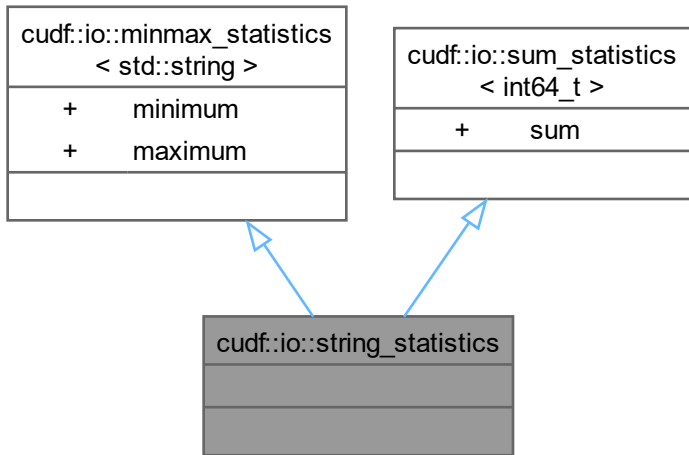 cudf::io::minmax_statistics
< std::string >
+ minimum
+ maximum
cudf::io::sum_statistics
< int64_t >
+ sum
cudf::io::string_statistics